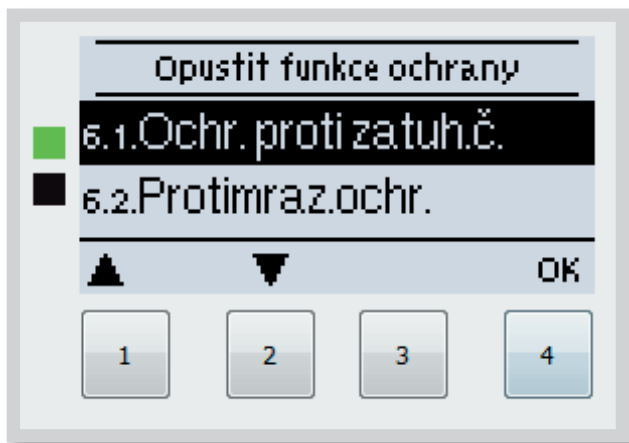 Opustit funkce ochrany
6.1.Ochr. proti zatuh.č.
6.2.Protimraz.ochr.
▲ ▼ OK
1 2 3 4